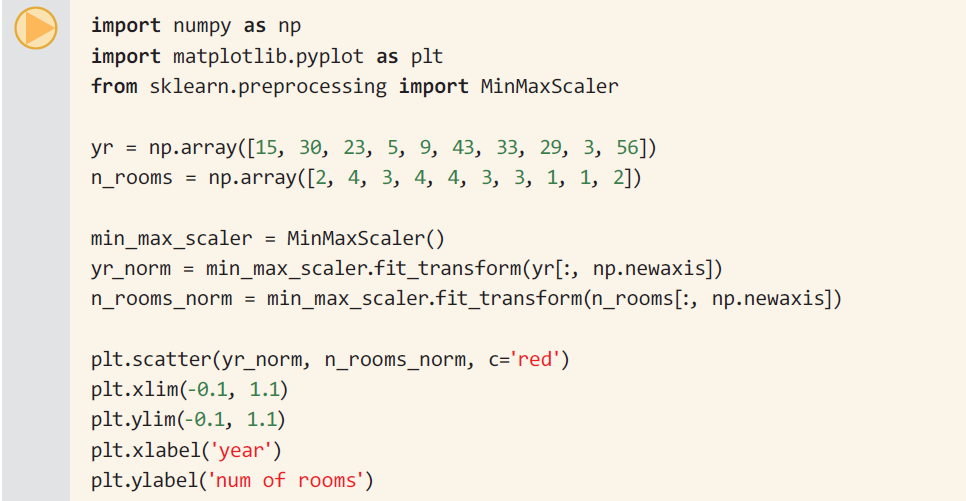 import numpy as np
import matplotlib.pyplot as plt
from sklearn.preprocessing import MinMaxScaler
yr = np.array([15, 30, 23, 5, 9, 43, 33, 29, 3, 56])
n_rooms = np.array([2, 4, 3, 4, 4, 3, 3, 1, 1, 2])
min_max_scaler = MinMaxScaler()
yr_norm = min_max_scaler.fit_transform(yr[:, np.newaxis])
n_rooms_norm = min_max_scaler.fit_transform(n_rooms[:, np.newaxis])
plt.scatter(yr_norm, n_rooms_norm, c='red')
plt.xlim(-0.1, 1.1)
plt.ylim(-0.1, 1.1)
plt.xlabel('year')
plt.ylabel('num of rooms')